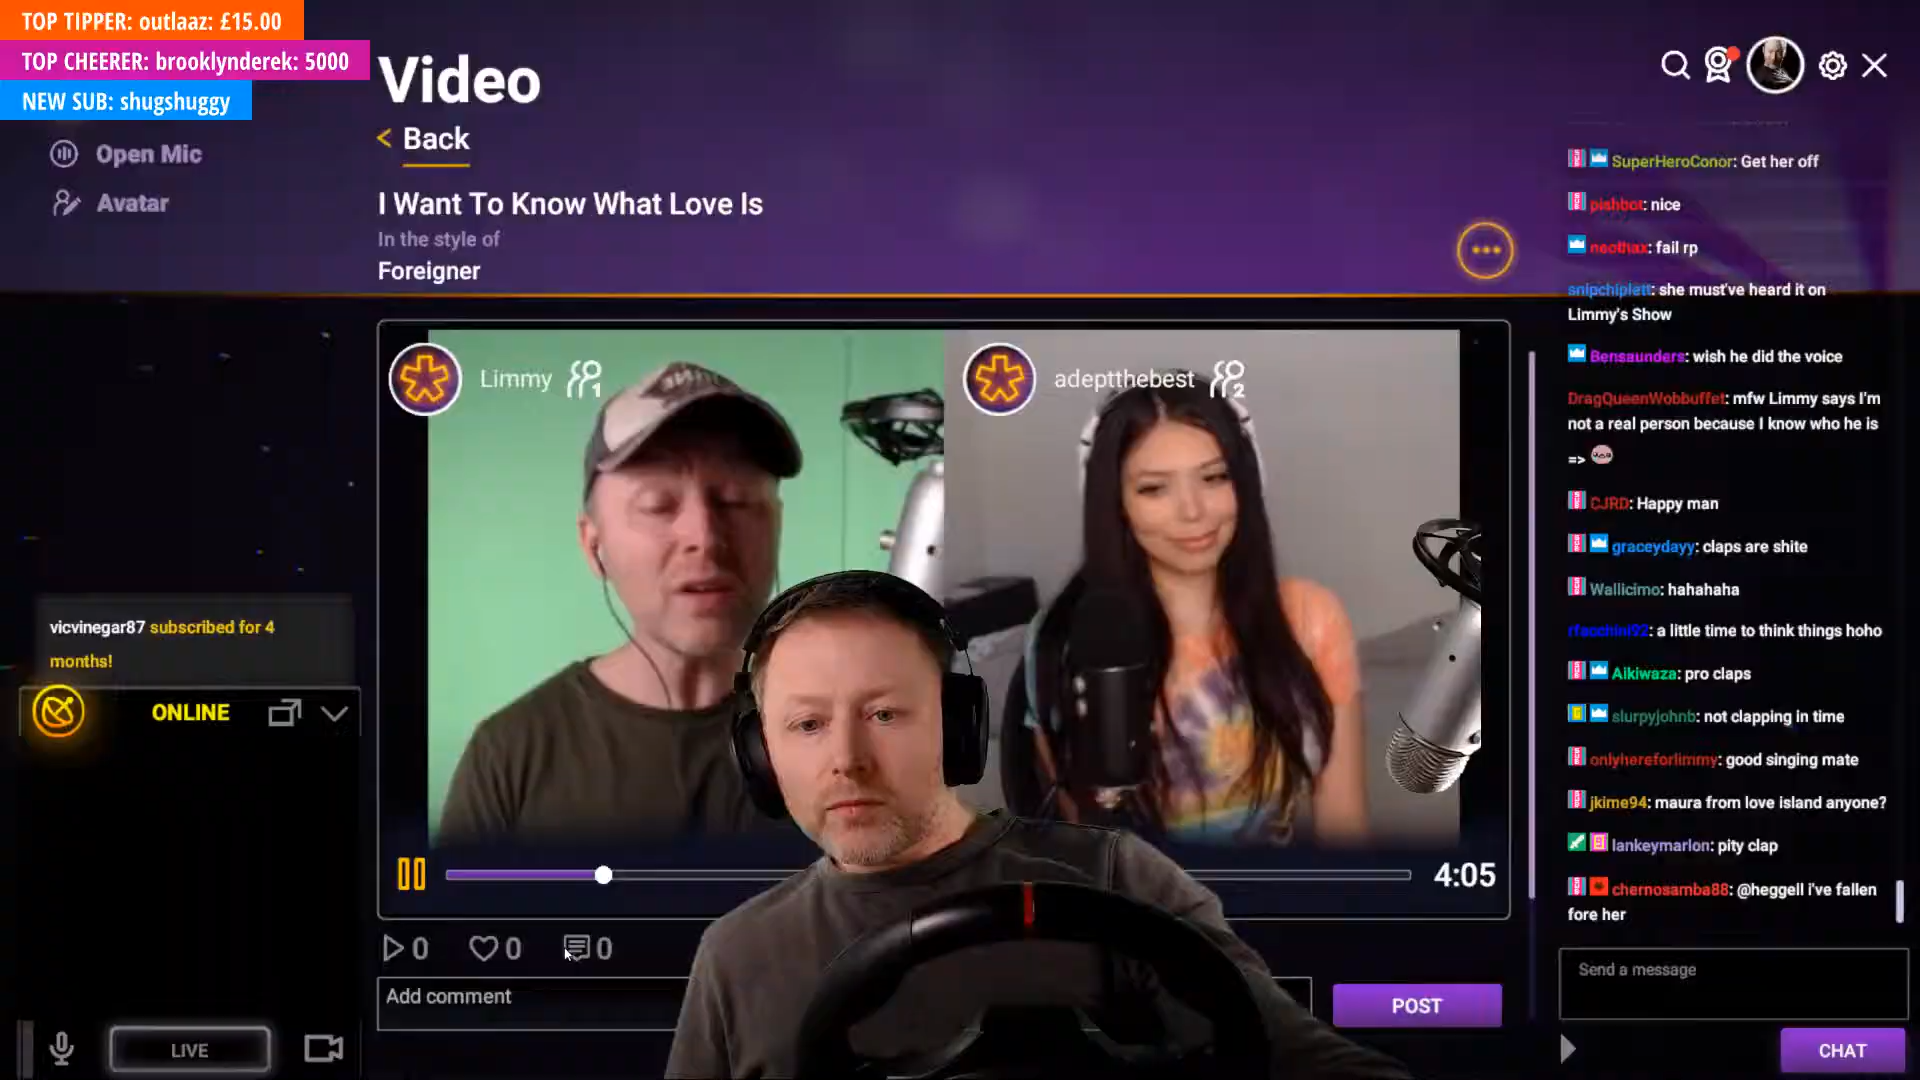 TOP TIPPER: outlaaz: £15.00
TOP CHEERER: brooklynderek: 5000
NEW SUB: shugshuggy
Open Mic
Avatar
Video
< Back
I Want To Know What Love Is
In the style of
Foreigner
Limmy
1
adeptthebest
2
4:05
0
0
0
Add comment
POST
vicvinegar87 subscribed for 4
months!
ONLINE
LIVE
SuperHeroConor: Get her off
pishbot: nice
neothax: fail rp
snipchiplett: she must've heard it on
Limmy's Show
Bensaunders: wish he did the voice
DragQueenWobbuffet: mfw Limmy says I'm
not a real person because I know who he is
=>
CJRD: Happy man
graceydayy: claps are shite
Wallicimo: hahahaha
rfacchini92: a little time to think things hoho
Aikiwaza: pro claps
slurpyjohnb: not clapping in time
onlyhereforlimmy: good singing mate
jkime94: maura from love island anyone?
lankeymarlon: pity clap
chernosamba88: @heggell i've fallen
fore her
Send a message
CHAT